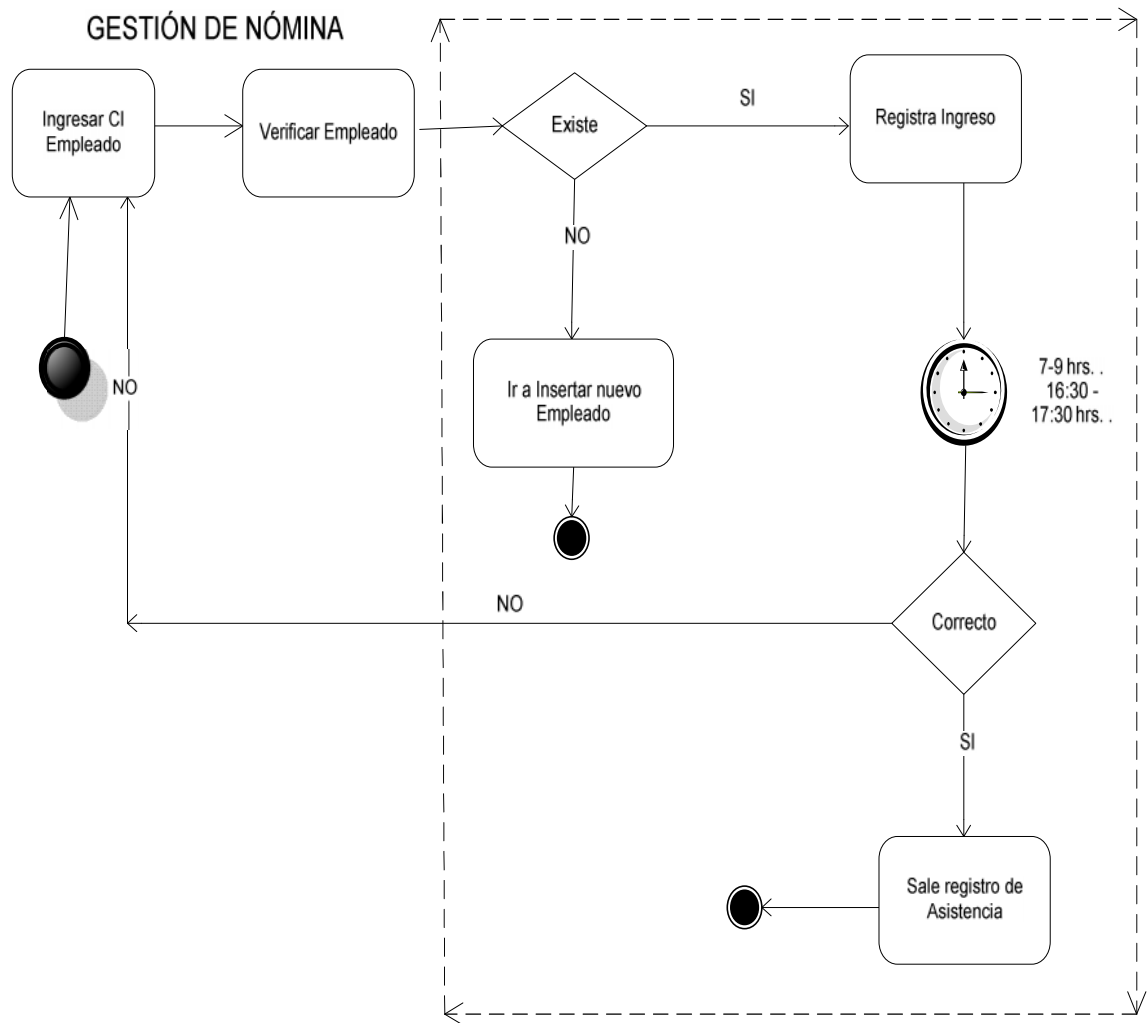 GESTIÓN DE NÓMINA
Ingresar CI
Empleado
Verificar Empleado
Existe
SI
Registra Ingreso
NO
NO
Ir a Insertar nuevo
Empleado
7-9 hrs. .
16:30 -
17:30 hrs. .
NO
Correcto
SI
Sale registro de
Asistencia